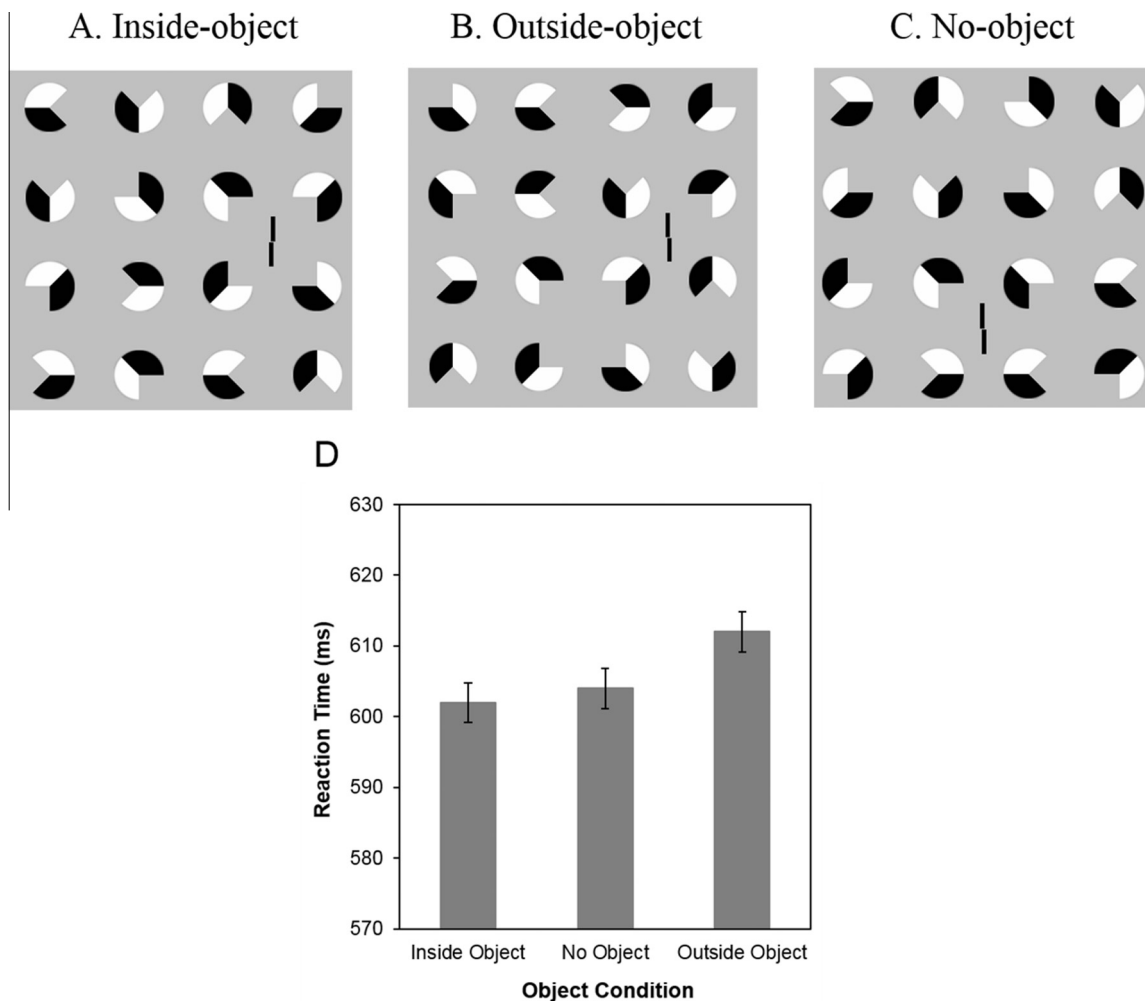 A. Inside-object
B. Outside-object
C. No-object
D
630
620
610
600
590
580
570
Reaction Time (ms)
Inside Object
No Object
Outside Object
Object Condition